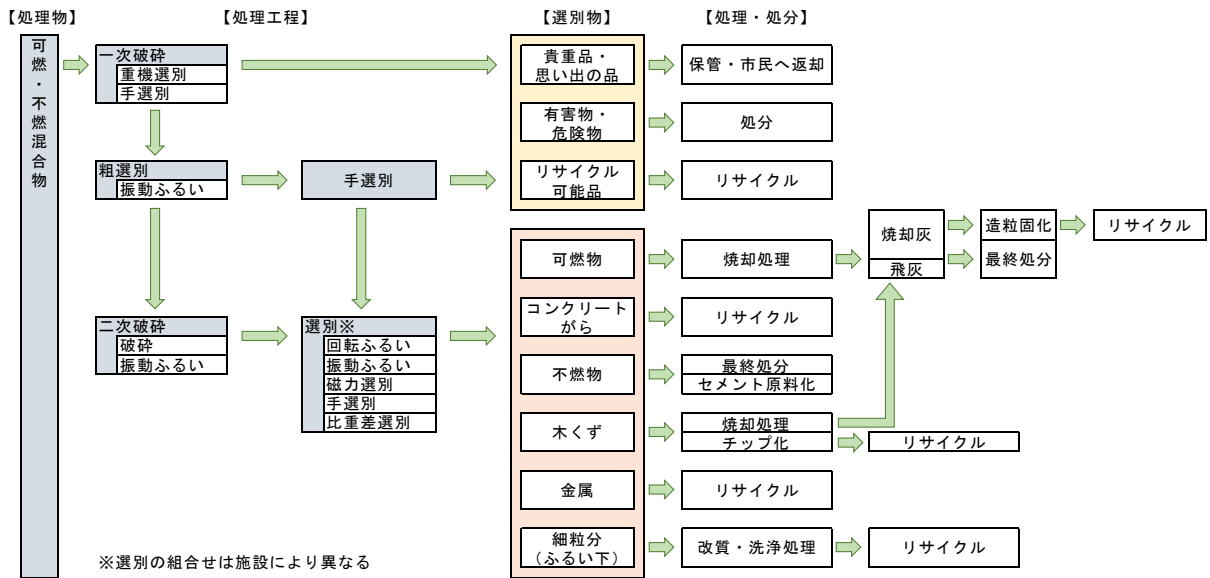 【処理物】
【処理工程】
【選別物】
【処理・処分】
可燃・不燃混合物
一次破砕
重機選別
手選別
貴重品・
思い出の品
保管・市民へ返却
有害物・
危険物
処分
粗選別
振動ふるい
手選別
リサイクル
可能品
リサイクル
可燃物
焼却処理
焼却灰
飛灰
造粒固化
リサイクル
最終処分
コンクリート
がら
リサイクル
二次破砕
破砕
振動ふるい
選別※
回転ふるい
振動ふるい
磁力選別
手選別
比重差選別
不燃物
最終処分
セメント原料化
木くず
焼却処理
チップ化
リサイクル
金属
リサイクル
細粒分
（ふるい下）
改質・洗浄処理
リサイクル
※選別の組合せは施設により異なる